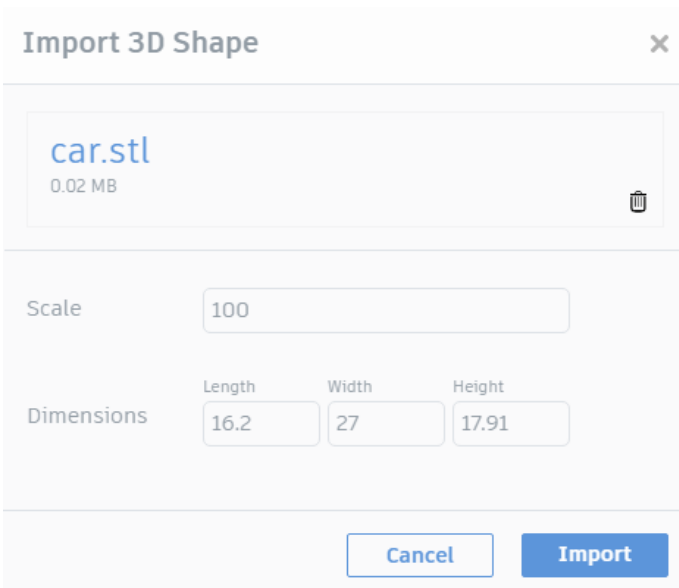 Import 3D Shape
car.stl
0.02 MB
Scale
100
Length Width Height
Dimensions
16.2 27 17.91
Cancel Import